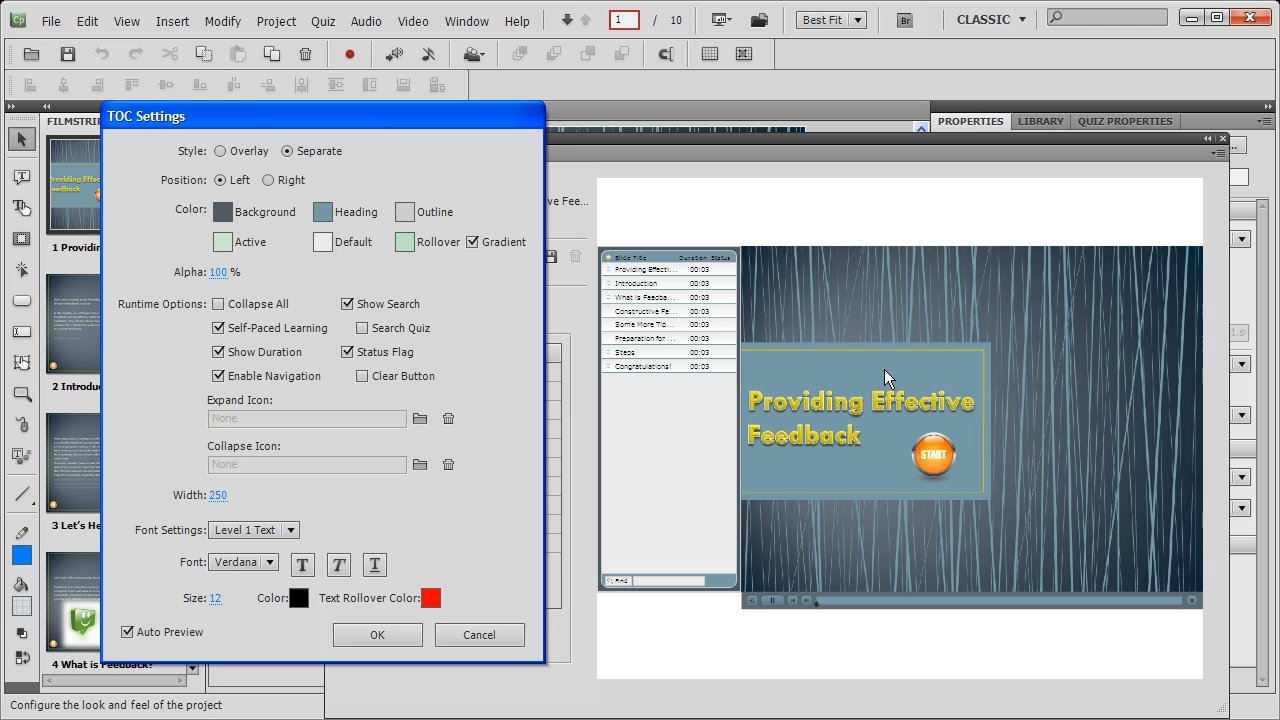 Cp File Edit View Insert Modify Project Quiz Audio Video Window Help 1 / 10 Best Fit Br CLASSIC
FILMSTRIP
PROPERTIES LIBRARY QUIZ PROPERTIES
TOC Settings
Style: Overlay Separate
Position: Left Right
Color: Background Heading Outline
Active Default Rollover Gradient
Alpha: 100 %
Runtime Options: Collapse All Show Search
Self-Paced Learning Search Quiz
Show Duration Status Flag
Enable Navigation Clear Button
Expand Icon:
None
Collapse Icon:
None
Width: 250
Font Settings: Level 1 Text
Font: Verdana T T T
Size: 12 Color: Text Rollover Color:
Auto Preview OK Cancel
1 Providin
2 Introduc
3 Let's He
4 What is Feedback?
ve Fee...
Slide Title Duration Status
Providing Effecti... 00:03
Introduction 00:03
What is Feedba... 00:03
Constructive Fe... 00:03
Some More Tip... 00:03
Preparation for ... 00:03
Steps 00:03
Congratulations! 00:03
Find
Providing Effective
Feedback
START
Configure the look and feel of the project